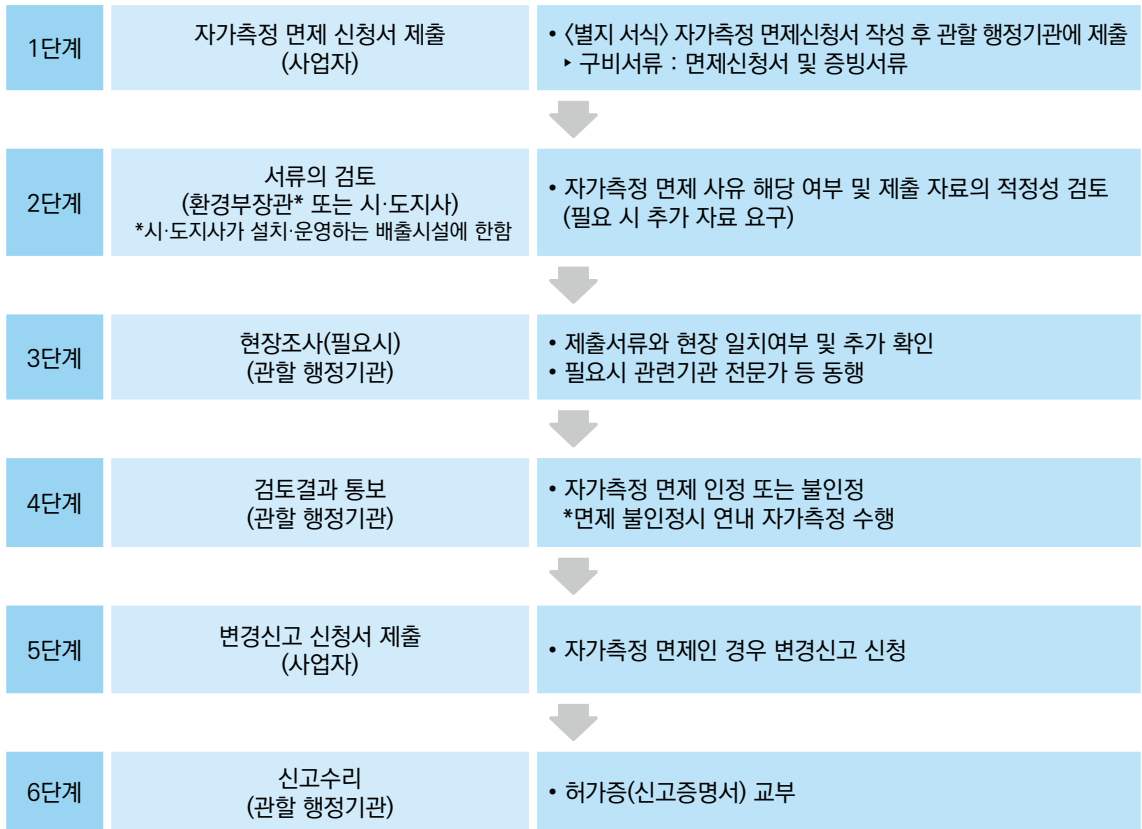 1단계
자가측정 면제 신청서 제출
(사업자)
• 〈별지 서식〉 자가측정 면제신청서 작성 후 관할 행정기관에 제출
▸ 구비서류 : 면제신청서 및 증빙서류
2단계
서류의 검토
(환경부장관* 또는 시·도지사)
*시·도지사가 설치·운영하는 배출시설에 한함
• 자가측정 면제 사유 해당 여부 및 제출 자료의 적정성 검토
(필요 시 추가 자료 요구)
3단계
현장조사(필요시)
(관할 행정기관)
• 제출서류와 현장 일치여부 및 추가 확인
• 필요시 관련기관 전문가 등 동행
4단계
검토결과 통보
(관할 행정기관)
• 자가측정 면제 인정 또는 불인정
*면제 불인정시 연내 자가측정 수행
5단계
변경신고 신청서 제출
(사업자)
• 자가측정 면제인 경우 변경신고 신청
6단계
신고수리
(관할 행정기관)
• 허가증(신고증명서) 교부